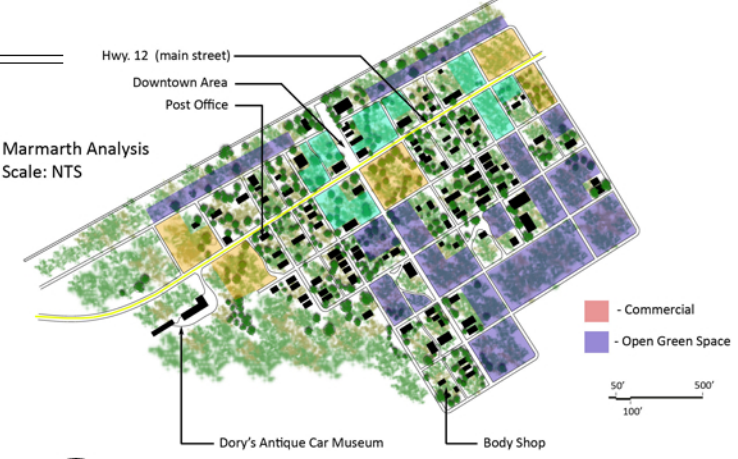 Hwy. 12 (main street)
Downtown Area
Post Office
Marmarth Analysis
Scale: NTS
- Commercial
- Open Green Space
50' 500'
100'
Dory's Antique Car Museum
Body Shop